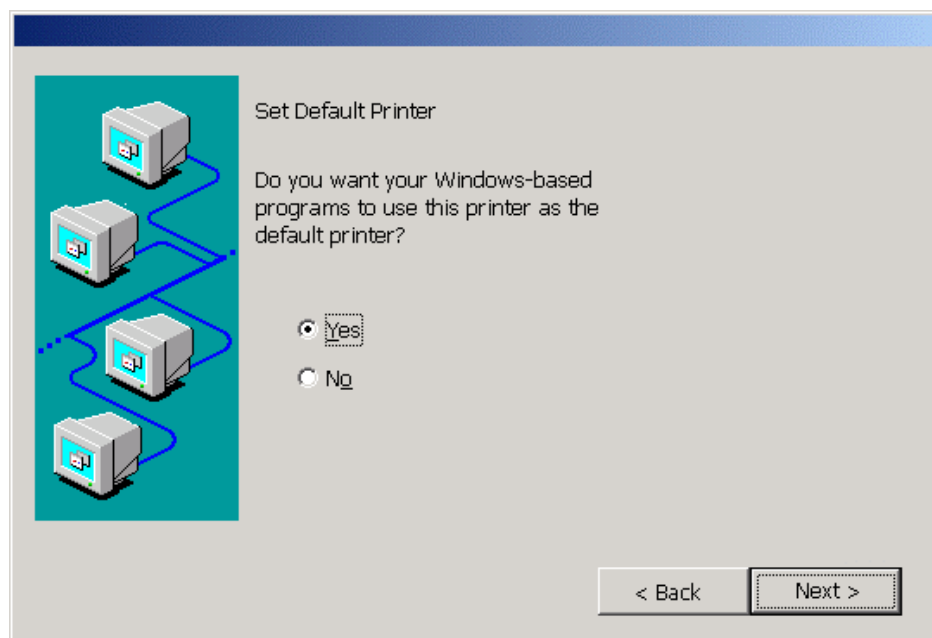 Set Default Printer
Do you want your Windows-based
programs to use this printer as the
default printer?
Yes
No
< Back
Next >